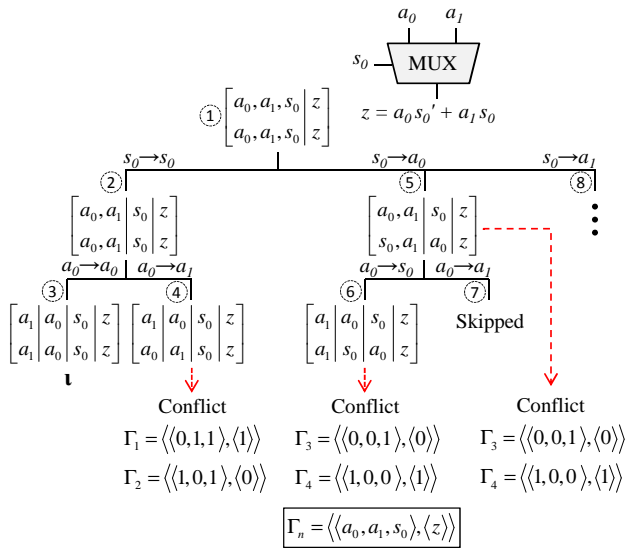 a₀ a₁
s₀ MUX
z = a₀s₀' + a₁s₀
① [a₀, a₁, s₀ | z]
[a₀, a₁, s₀ | z]
s₀→s₀ s₀→a₀ s₀→a₁
② ⑤ ⑧
[a₀, a₁ | s₀ | z] [a₀, a₁ | s₀ | z]
[a₀, a₁ | s₀ | z] [s₀, a₁ | a₀ | z]
a₀→a₀ a₀→a₁ a₀→s₀ a₀→a₁
③ ④ ⑥ ⑦
[a₁ | a₀ | s₀ | z] [a₁ | a₀ | s₀ | z] [a₁ | a₀ | s₀ | z] Skipped
[a₁ | a₀ | s₀ | z] [a₀ | a₁ | s₀ | z] [a₁ | s₀ | a₀ | z]
ι
Conflict Conflict Conflict
Γ₁ = ⟨⟨0,1,1⟩,⟨1⟩⟩ Γ₃ = ⟨⟨0,0,1⟩,⟨0⟩⟩ Γ₃ = ⟨⟨0,0,1⟩,⟨0⟩⟩
Γ₂ = ⟨⟨1,0,1⟩,⟨0⟩⟩ Γ₄ = ⟨⟨1,0,0⟩,⟨1⟩⟩ Γ₄ = ⟨⟨1,0,0⟩,⟨1⟩⟩
Γₙ = ⟨⟨a₀, a₁, s₀⟩,⟨z⟩⟩